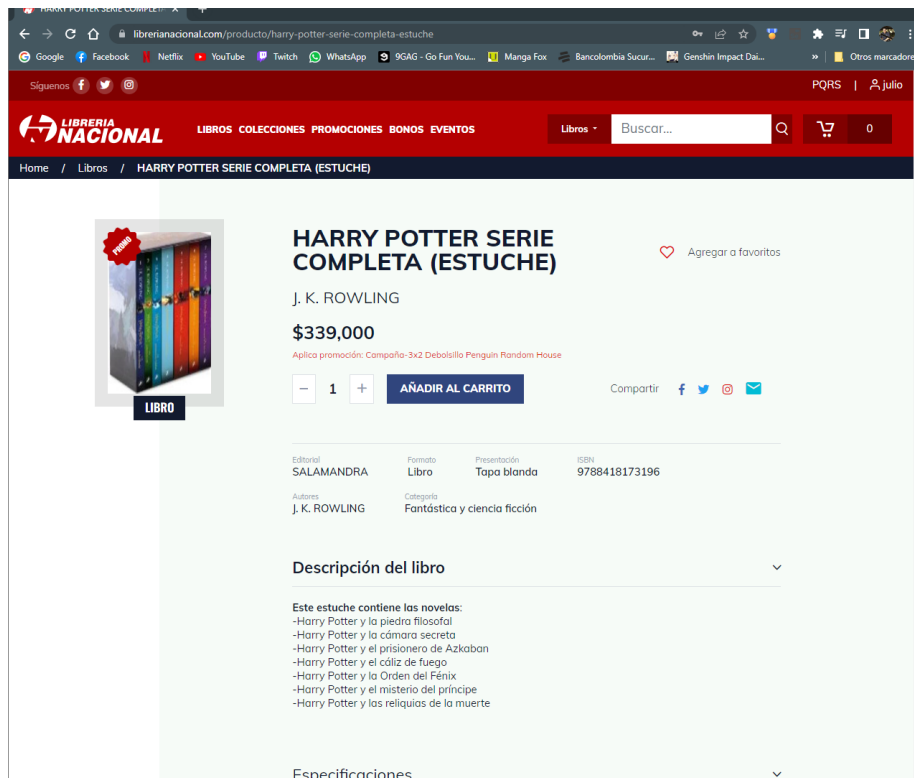 HARRY POTTER SERIE COMPLET
librerianacional.com/producto/harry-potter-serie-completa-estuche
Google Facebook Netflix YouTube Twitch WhatsApp 9GAG - Go Fun You... Manga Fox Bancolombia Sucur... Genshin Impact Dai... » Otros marcadore
Síguenos
PQRS | julio
LIBRERIA
NACIONAL
LIBROS COLECCIONES PROMOCIONES BONOS EVENTOS
Libros
Buscar...
0
Home / Libros / HARRY POTTER SERIE COMPLETA (ESTUCHE)
PROMO
LIBRO
HARRY POTTER SERIE
COMPLETA (ESTUCHE)
Agregar a favoritos
J. K. ROWLING
$339,000
Aplica promoción: Campaña-3x2 Debolsillo Penguin Random House
− 1 + AÑADIR AL CARRITO
Compartir
Editorial Formato Presentación ISBN
SALAMANDRA Libro Tapa blanda 9788418173196
Autores Categoría
J. K. ROWLING Fantástica y ciencia ficción
Descripción del libro
Este estuche contiene las novelas:
-Harry Potter y la piedra filosofal
-Harry Potter y la cámara secreta
-Harry Potter y el prisionero de Azkaban
-Harry Potter y el cáliz de fuego
-Harry Potter y la Orden del Fénix
-Harry Potter y el misterio del príncipe
-Harry Potter y las reliquias de la muerte
Especificaciones